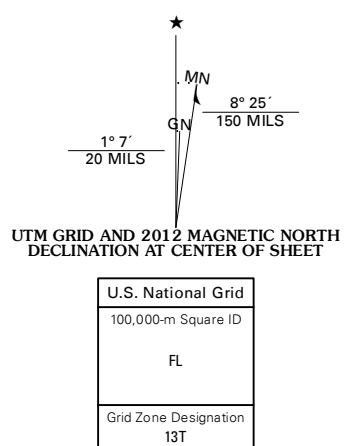 ★
MN
8° 25´
150 MILS
GN
1° 7´
20 MILS
UTM GRID AND 2012 MAGNETIC NORTH
DECLINATION AT CENTER OF SHEET
U.S. National Grid
100,000-m Square ID
FL
Grid Zone Designation
13T